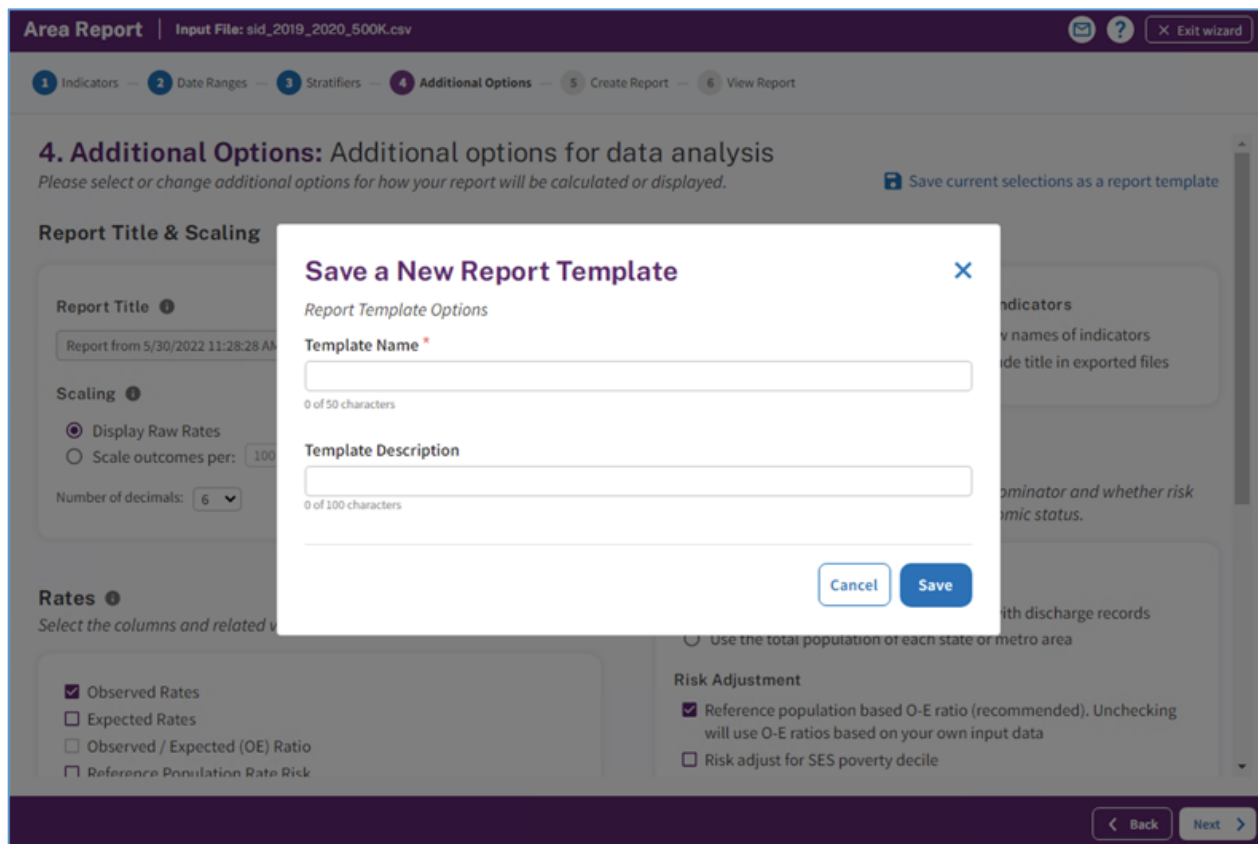 Area Report | Input File: sid_2019_2020_500K.csv
? × Exit wizard
1 Indicators — 2 Date Ranges — 3 Stratifiers — 4 Additional Options — 5 Create Report — 6 View Report
4. Additional Options: Additional options for data analysis
Please select or change additional options for how your report will be calculated or displayed.
Save current selections as a report template
Report Title & Scaling
Report Title
Report from 5/30/2022 11:28:28 AM
Scaling
Display Raw Rates
Scale outcomes per: 100
Number of decimals: 6
Save a New Report Template
Report Template Options
Template Name *
0 of 50 characters
Template Description
0 of 100 characters
Cancel
Save
names of indicators
title in exported files
and whether risk
status.
Rates
Select the columns and related
Observed Rates
Expected Rates
Observed / Expected (OE) Ratio
Reference Population Rate Risk
with discharge records
Use the total population of each state or metro area
Risk Adjustment
Reference population based O-E ratio (recommended). Unchecking
will use O-E ratios based on your own input data
Risk adjust for SES poverty decile
Back
Next